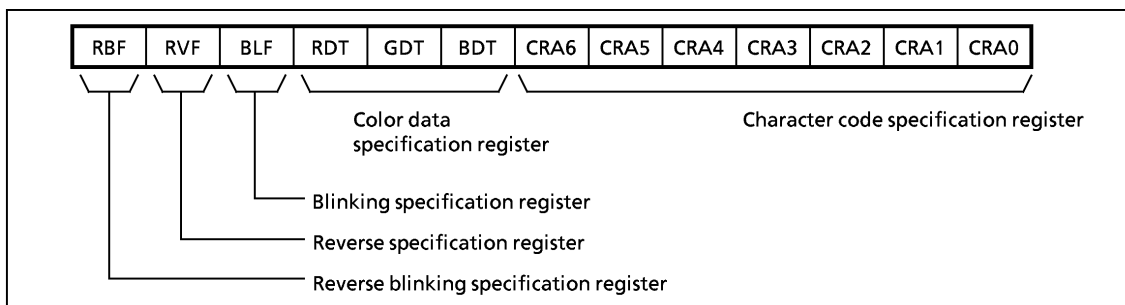 RBF RVF BLF RDT GDT BDT CRA6 CRA5 CRA4 CRA3 CRA2 CRA1 CRA0
Color data
specification register
Character code specification register
Blinking specification register
Reverse specification register
Reverse blinking specification register